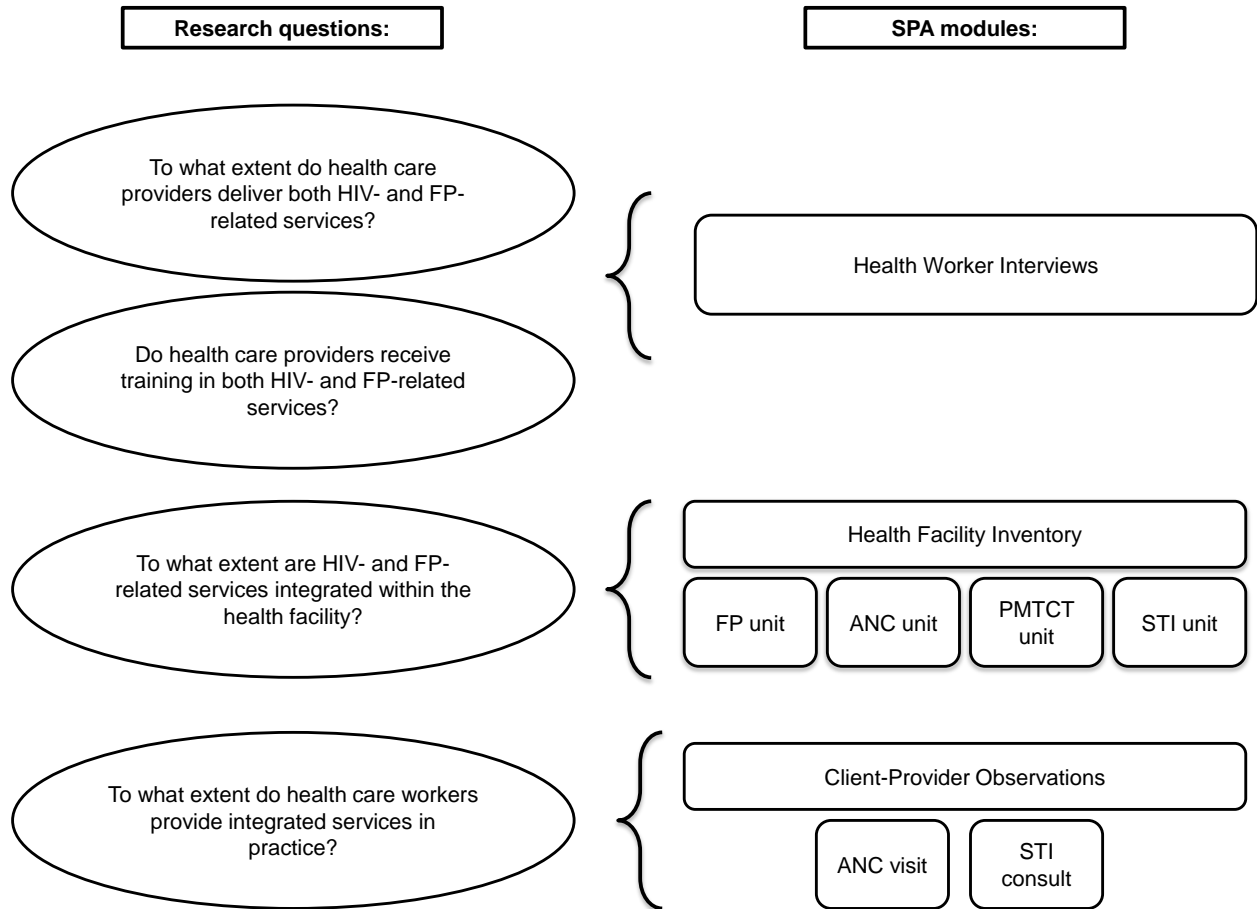 Research questions:
SPA modules:
To what extent do health care
providers deliver both HIV- and FP-
related services?
Health Worker Interviews
Do health care providers receive
training in both HIV- and FP-related
services?
To what extent are HIV- and FP-
related services integrated within the
health facility?
Health Facility Inventory
FP unit
ANC unit
PMTCT
unit
STI unit
To what extent do health care workers
provide integrated services in
practice?
Client-Provider Observations
ANC visit
STI
consult